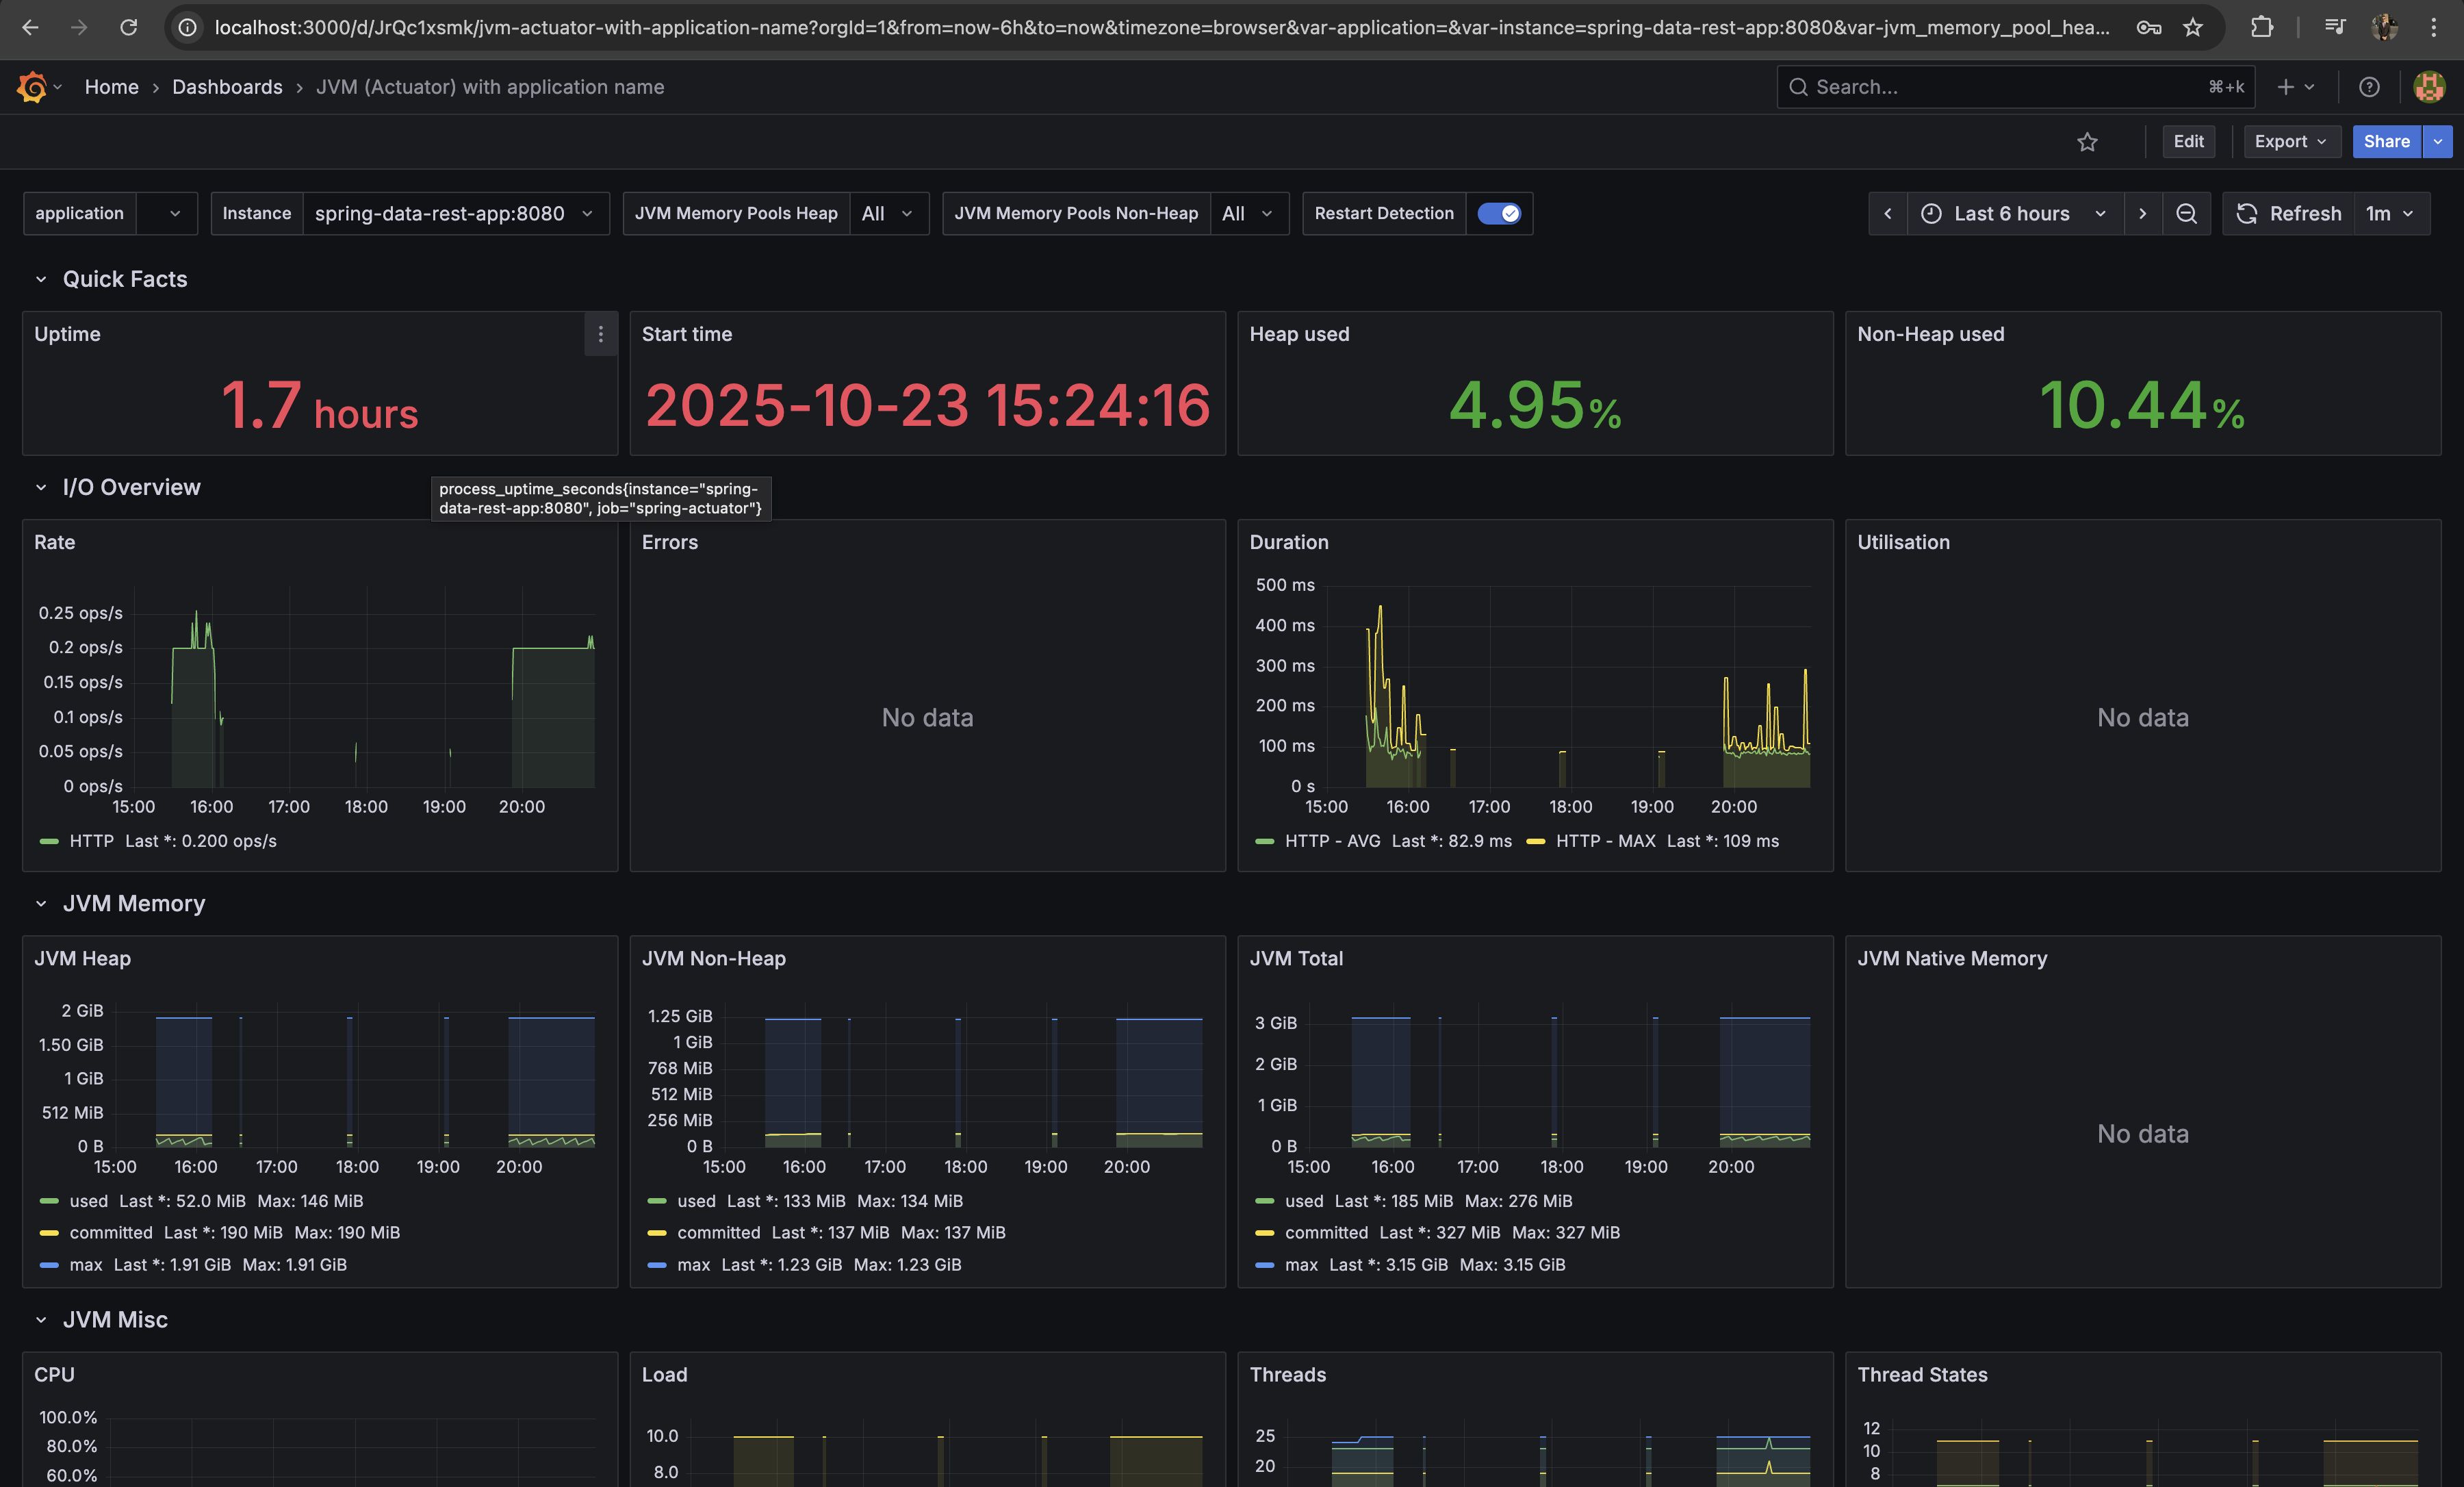 localhost:3000/d/JrQc1xsmk/jvm-actuator-with-application-name?orgId=1&from=now-6h&to=now&timezone=browser&var-application=&var-instance=spring-data-rest-app:8080&var-jvm_memory_pool_hea...
Home › Dashboards › JVM (Actuator) with application name
Search... ⌘+k
Edit Export Share
application Instance spring-data-rest-app:8080 JVM Memory Pools Heap All JVM Memory Pools Non-Heap All Restart Detection Last 6 hours Refresh 1m
Quick Facts
Uptime
1.7 hours
Start time
2025-10-23 15:24:16
Heap used
4.95%
Non-Heap used
10.44%
I/O Overview
process_uptime_seconds{instance="spring-
data-rest-app:8080", job="spring-actuator"}
Rate
0.25 ops/s
0.2 ops/s
0.15 ops/s
0.1 ops/s
0.05 ops/s
0 ops/s
15:00 16:00 17:00 18:00 19:00 20:00
HTTP Last *: 0.200 ops/s
Errors
No data
Duration
500 ms
400 ms
300 ms
200 ms
100 ms
0 s
15:00 16:00 17:00 18:00 19:00 20:00
HTTP - AVG Last *: 82.9 ms HTTP - MAX Last *: 109 ms
Utilisation
No data
JVM Memory
JVM Heap
2 GiB
1.50 GiB
1 GiB
512 MiB
0 B
15:00 16:00 17:00 18:00 19:00 20:00
used Last *: 52.0 MiB Max: 146 MiB
committed Last *: 190 MiB Max: 190 MiB
max Last *: 1.91 GiB Max: 1.91 GiB
JVM Non-Heap
1.25 GiB
1 GiB
768 MiB
512 MiB
256 MiB
0 B
15:00 16:00 17:00 18:00 19:00 20:00
used Last *: 133 MiB Max: 134 MiB
committed Last *: 137 MiB Max: 137 MiB
max Last *: 1.23 GiB Max: 1.23 GiB
JVM Total
3 GiB
2 GiB
1 GiB
0 B
15:00 16:00 17:00 18:00 19:00 20:00
used Last *: 185 MiB Max: 276 MiB
committed Last *: 327 MiB Max: 327 MiB
max Last *: 3.15 GiB Max: 3.15 GiB
JVM Native Memory
No data
JVM Misc
CPU
100.0%
80.0%
60.0%
Load
10.0
8.0
Threads
25
20
Thread States
12
10
8